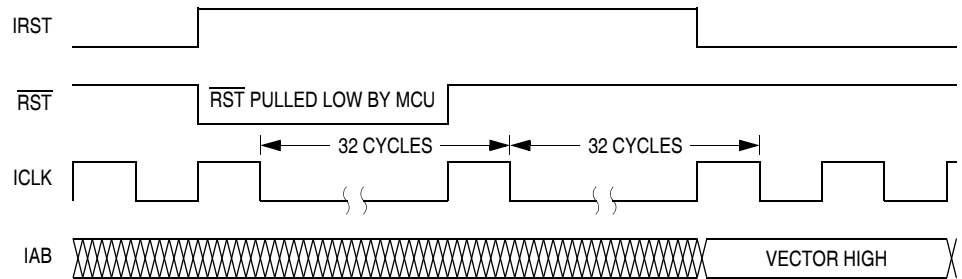 IRST
RST
RST PULLED LOW BY MCU
32 CYCLES
32 CYCLES
ICLK
IAB
VECTOR HIGH